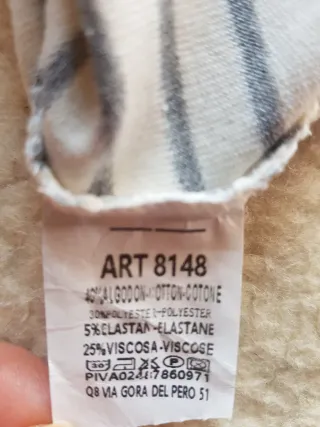 ART 8148
40%ALGODON-COTTON-COTONE
30%POLYESTER-POLYESTER
5%ELASTAN-ELASTANE
25%VISCOSA-VISCOSE
30
Q8 VIA GORA DEL PERO 51